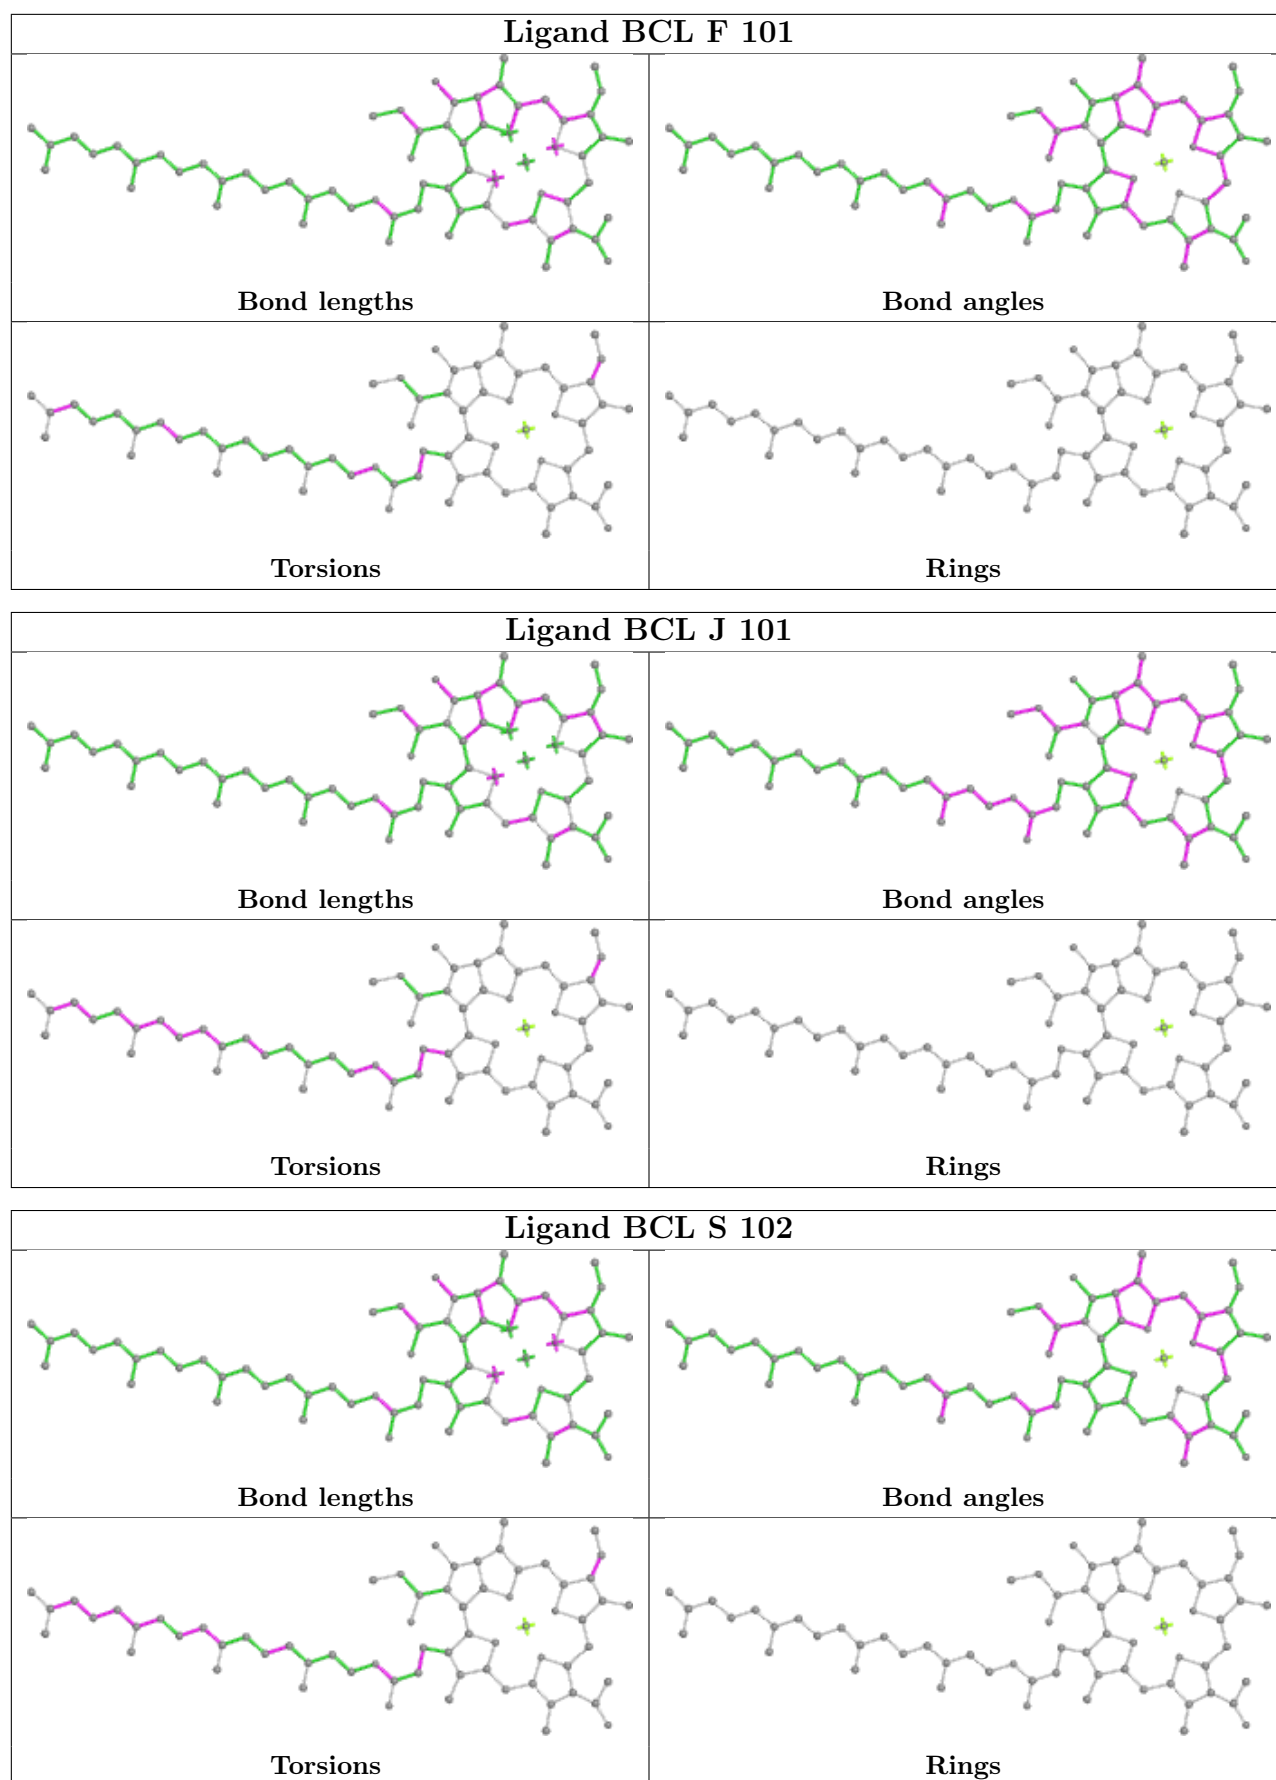 Ligand BCL F 101
Bond lengths
Bond angles
Torsions
Rings
Ligand BCL J 101
Bond lengths
Bond angles
Torsions
Rings
Ligand BCL S 102
Bond lengths
Bond angles
Torsions
Rings